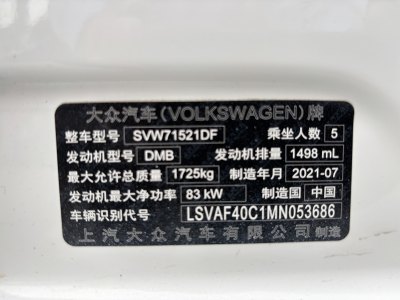 大众汽车(VOLKSWAGEN)牌
整车型号 SVW71521DF 乘坐人数 5
发动机型号 DMB 发动机排量 1498 mL
最大允许总质量 1725kg 制造年月 2021-07
发动机最大净功率 83 kW 制造国 中国
车辆识别代号 LSVAF40C1MN053686
上汽大众汽车有限公司 制造